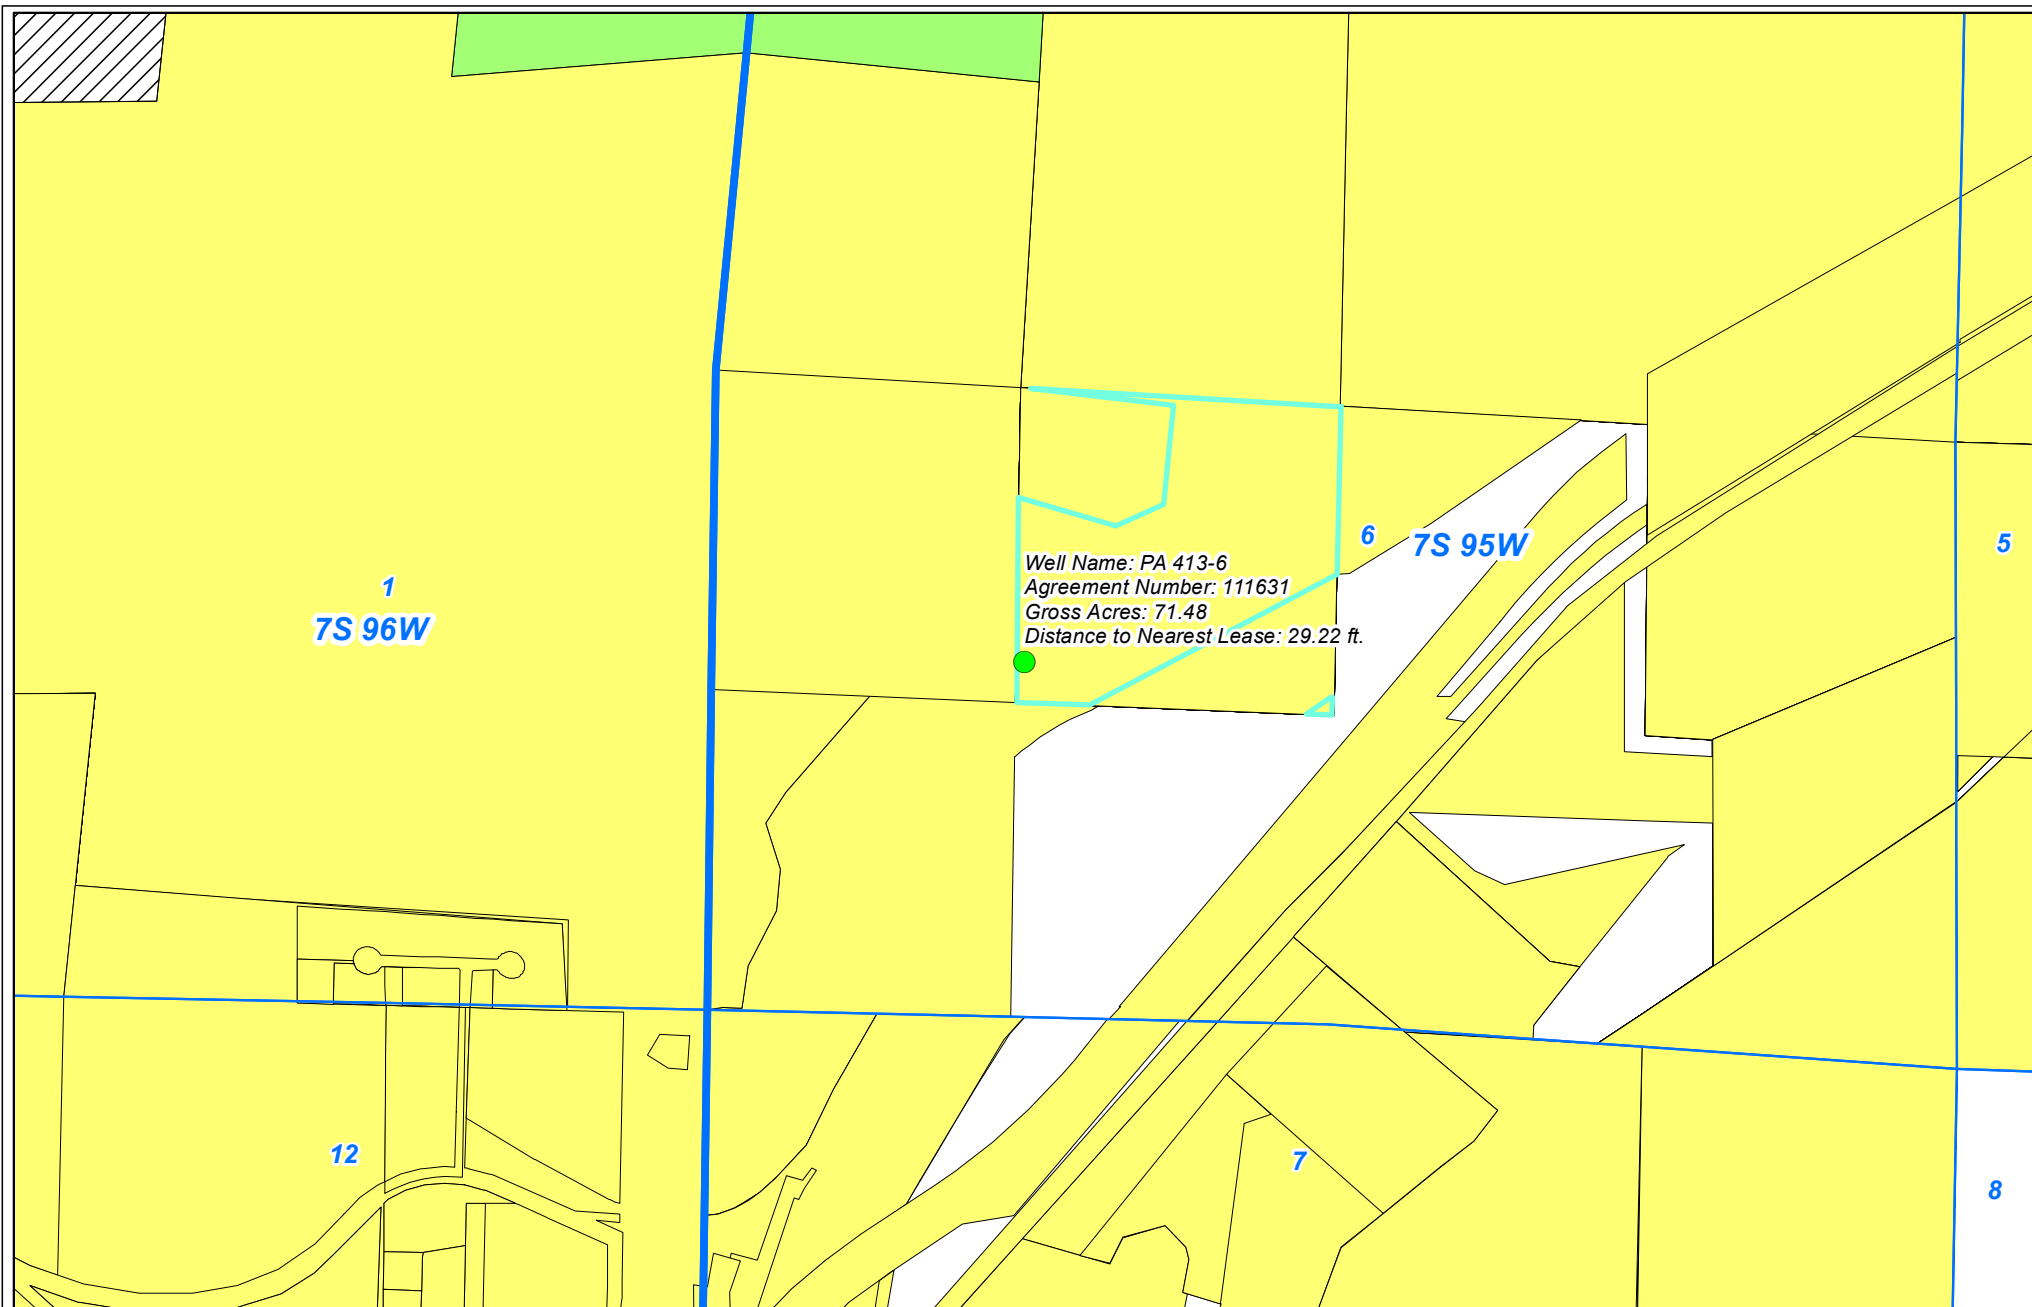 6
7S 95W
5
Well Name: PA 413-6
Agreement Number: 111631
Gross Acres: 71.48
Distance to Nearest Lease: 29.22 ft.
1
7S 96W
12
7
8